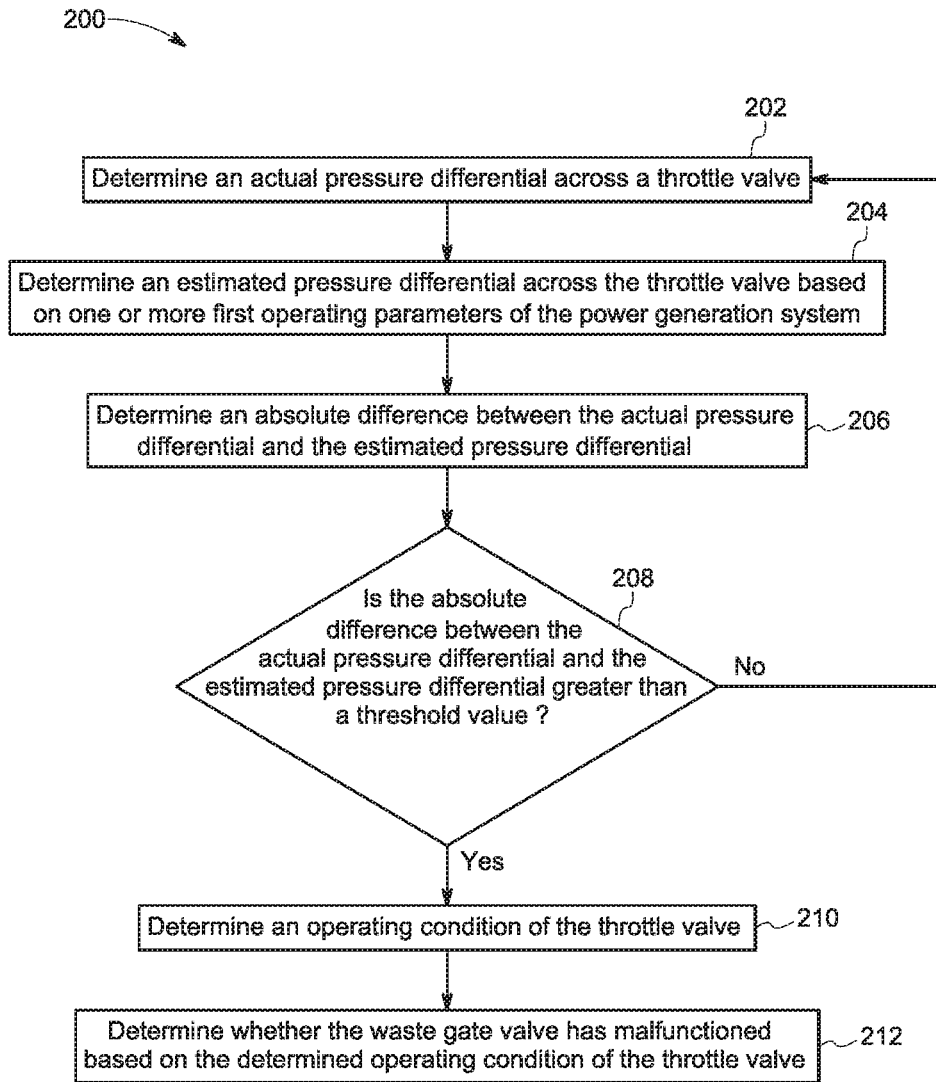 200
202
Determine an actual pressure differential across a throttle valve
204
Determine an estimated pressure differential across the throttle valve based
on one or more first operating parameters of the power generation system
Determine an absolute difference between the actual pressure
differential and the estimated pressure differential
206
208
Is the absolute
difference between the
actual pressure differential and the
estimated pressure differential greater than
a threshold value ?
No
Yes
Determine an operating condition of the throttle valve
210
Determine whether the waste gate valve has malfunctioned
based on the determined operating condition of the throttle valve
212